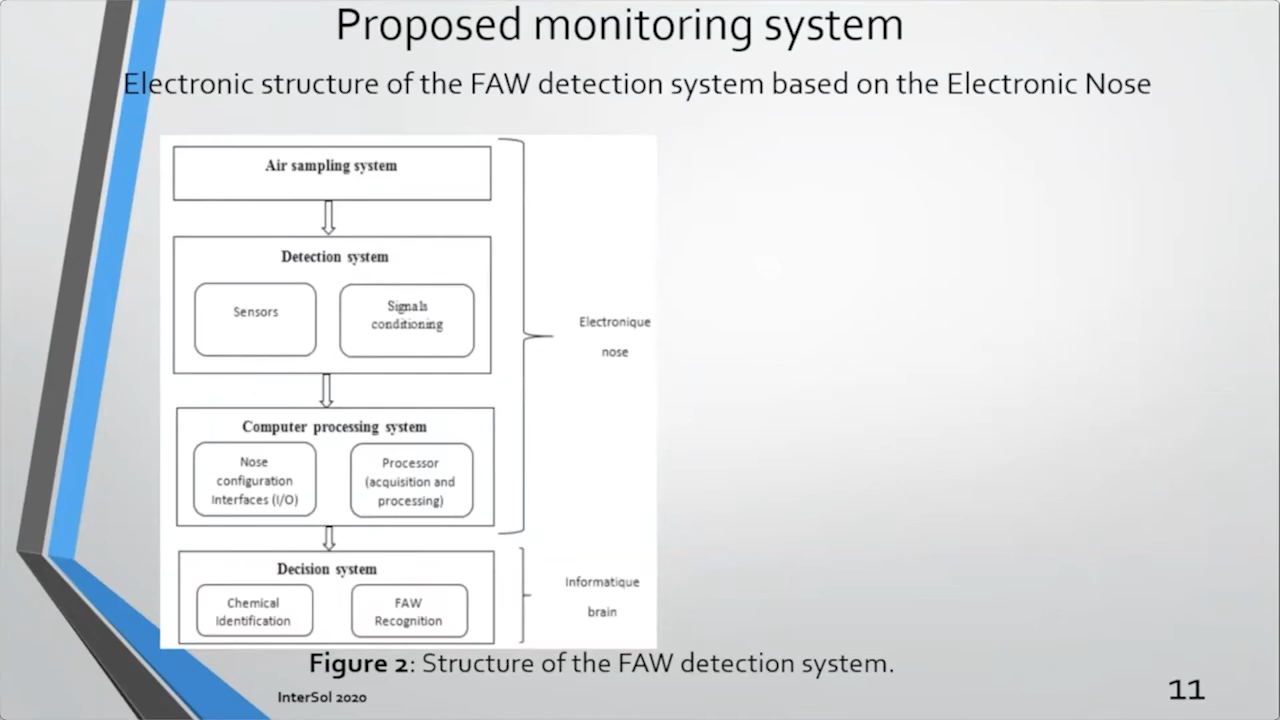 Proposed monitoring system
Electronic structure of the FAW detection system based on the Electronic Nose
Air sampling system
Detection system
Sensors
Signals
conditioning
Electronique
nose
Computer processing system
Nose
configuration
Interfaces (I/O)
Processor
(acquisition and
processing)
Decision system
Chemical
Identification
FAW
Recognition
Informatique
brain
Figure 2: Structure of the FAW detection system.
InterSol 2020
11